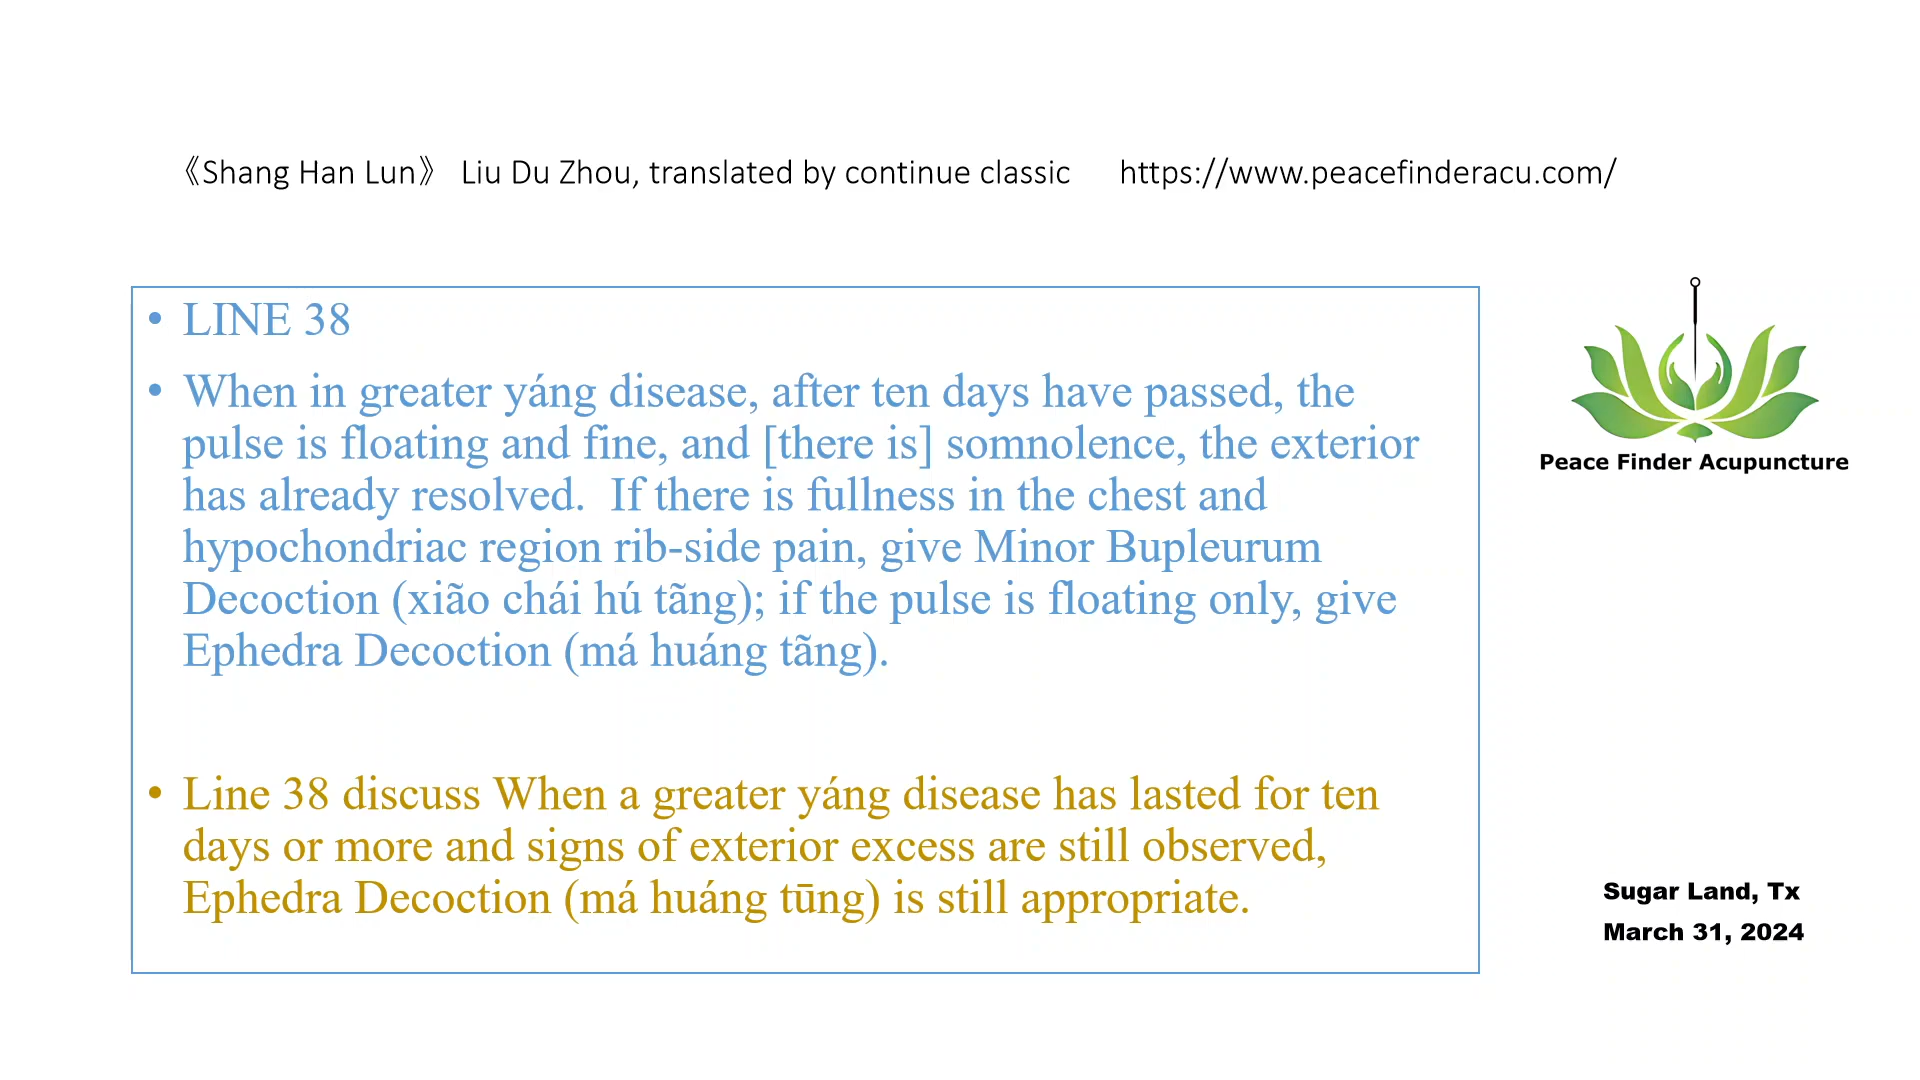 《Shang Han Lun》 Liu Du Zhou, translated by continue classic https://www.peacefinderacu.com/
• LINE 38
• When in greater yáng disease, after ten days have passed, the
pulse is floating and fine, and [there is] somnolence, the exterior
has already resolved. If there is fullness in the chest and
hypochondriac region rib-side pain, give Minor Bupleurum
Decoction (xião chái hú tãng); if the pulse is floating only, give
Ephedra Decoction (má huáng tãng).
• Line 38 discuss When a greater yáng disease has lasted for ten
days or more and signs of exterior excess are still observed,
Ephedra Decoction (má huáng tūng) is still appropriate.
Peace Finder Acupuncture
Sugar Land, Tx
March 31, 2024